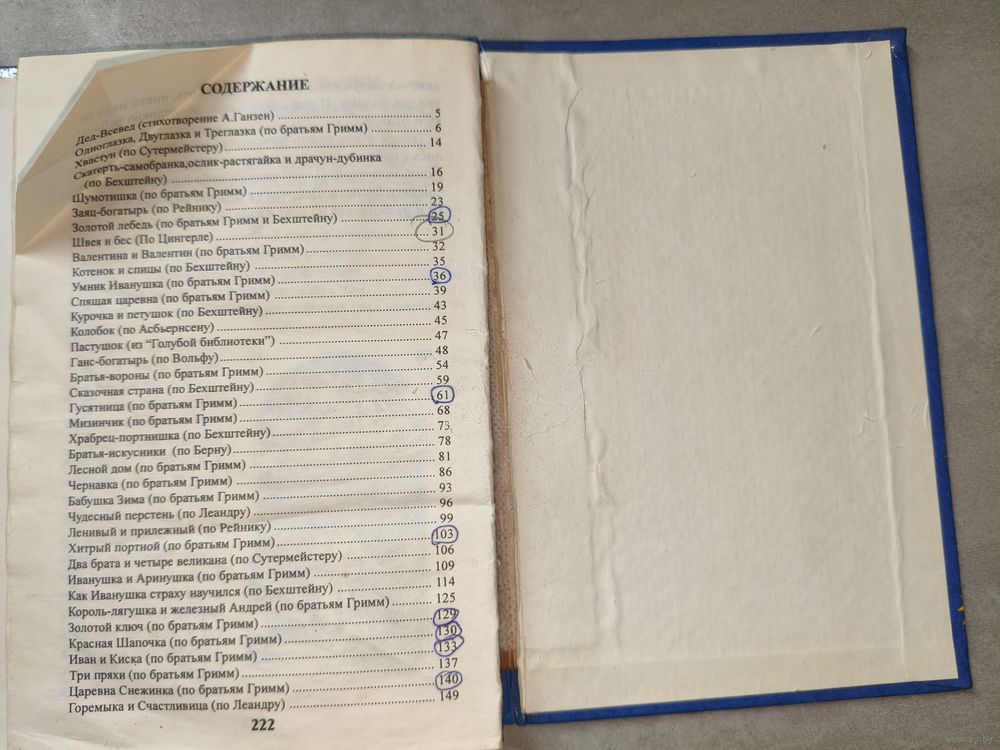 СОДЕРЖАНИЕ
Дед-Всевед (стихотворение А.Ганзен) ..... 5
Одноглазка, Двуглазка и Треглазка (по братьям Гримм) ..... 6
Хвастун (по Сутермейстеру) ..... 14
Скатерть-самобранка,ослик-растягайка и драчун-дубинка
(по Бехштейну) ..... 16
Шумотишка (по братьям Гримм) ..... 19
Заяц-богатырь (по Рейнику) ..... 23
Золотой лебедь (по братьям Гримм и Бехштейну) ..... 25
Швея и бес (По Цингерле) ..... 31
Валентина и Валентин (по братьям Гримм) ..... 32
Котенок и спицы (по Бехштейну) ..... 35
Умник Иванушка (по братьям Гримм) ..... 36
Спящая царевна (по братьям Гримм) ..... 39
Курочка и петушок (по Бехштейну) ..... 43
Колобок (по Асбьернсену) ..... 45
Пастушок (из “Голубой библиотеки”) ..... 47
Ганс-богатырь (по Вольфу) ..... 48
Братья-вороны (по братьям Гримм) ..... 54
Сказочная страна (по Бехштейну) ..... 59
Гусятница (по братьям Гримм) ..... 61
Мизинчик (по братьям Гримм) ..... 68
Храбрец-портнишка (по Бехштейну) ..... 73
Братья-искусники (по Берну) ..... 78
Лесной дом (по братьям Гримм) ..... 81
Чернавка (по братьям Гримм) ..... 86
Бабушка Зима (по братьям Гримм) ..... 93
Чудесный перстень (по Леандру) ..... 96
Ленивый и прилежный (по Рейнику) ..... 99
Хитрый портной (по братьям Гримм) ..... 103
Два брата и четыре великана (по Сутермейстеру) ..... 106
Иванушка и Аринушка (по братьям Гримм) ..... 109
Как Иванушка страху научился (по Бехштейну) ..... 114
Король-лягушка и железный Андрей (по братьям Гримм) ..... 125
Золотой ключ (по братьям Гримм) ..... 129
Красная Шапочка (по братьям Гримм) ..... 130
Иван и Киска (по братьям Гримм) ..... 133
Три пряхи (по братьям Гримм) ..... 137
Царевна Снежинка (по братьям Гримм) ..... 140
Горемыка и Счастливица (по Леандру) ..... 149
222
www.ay.by